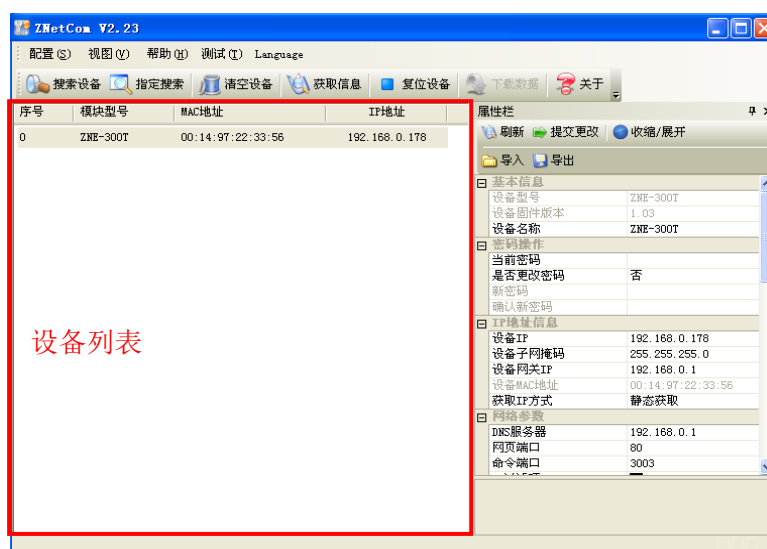 ZNetCom V2.23
配置(S) 视图(V) 帮助(H) 测试(T) Language
搜索设备 指定搜索 清空设备 获取信息 复位设备 下载数据 关于
序号 模块型号 MAC地址 IP地址
0 ZNE-300T 00:14:97:22:33:56 192.168.0.178
设备列表
属性栏
刷新 提交更改 收缩/展开
导入 导出
基本信息
设备型号 ZNE-300T
设备固件版本 1.03
设备名称 ZNE-300T
密码操作
当前密码
是否更改密码 否
新密码
确认新密码
IP地址信息
设备IP 192.168.0.178
设备子网掩码 255.255.255.0
设备网关IP 192.168.0.1
设备MAC地址 00:14:97:22:33:56
获取IP方式 静态获取
网络参数
DNS服务器 192.168.0.1
网页端口 80
命令端口 3003